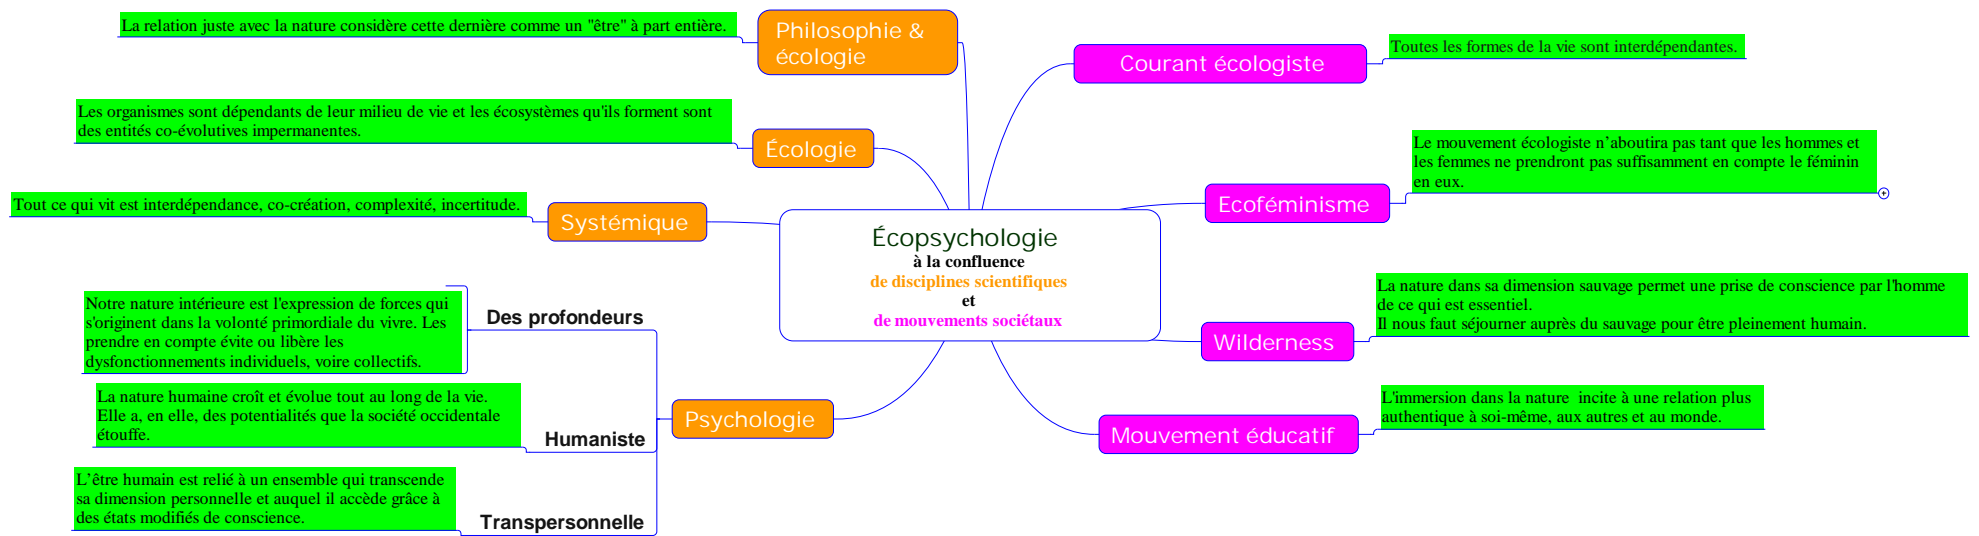 La relation juste avec la nature considère cette dernière comme un "être" à part entière.
Philosophie &
écologie
Les organismes sont dépendants de leur milieu de vie et les écosystèmes qu'ils forment sont
des entités co-évolutives impermanentes.
Écologie
Tout ce qui vit est interdépendance, co-création, complexité, incertitude.
Systémique
Notre nature intérieure est l'expression de forces qui
s'originent dans la volonté primordiale du vivre. Les
prendre en compte évite ou libère les
dysfonctionnements individuels, voire collectifs.
Des profondeurs
La nature humaine croît et évolue tout au long de la vie.
Elle a, en elle, des potentialités que la société occidentale
étouffe.
Humaniste
L’être humain est relié à un ensemble qui transcende
sa dimension personnelle et auquel il accède grâce à
des états modifiés de conscience.
Transpersonnelle
Psychologie
Écopsychologie
à la confluence
de disciplines scientifiques
et
de mouvements sociétaux
Courant écologiste
Toutes les formes de la vie sont interdépendantes.
Ecoféminisme
Le mouvement écologiste n’aboutira pas tant que les hommes et
les femmes ne prendront pas suffisamment en compte le féminin
en eux.
Wilderness
La nature dans sa dimension sauvage permet une prise de conscience par l'homme
de ce qui est essentiel.
Il nous faut séjourner auprès du sauvage pour être pleinement humain.
Mouvement éducatif
L'immersion dans la nature  incite à une relation plus
authentique à soi-même, aux autres et au monde.